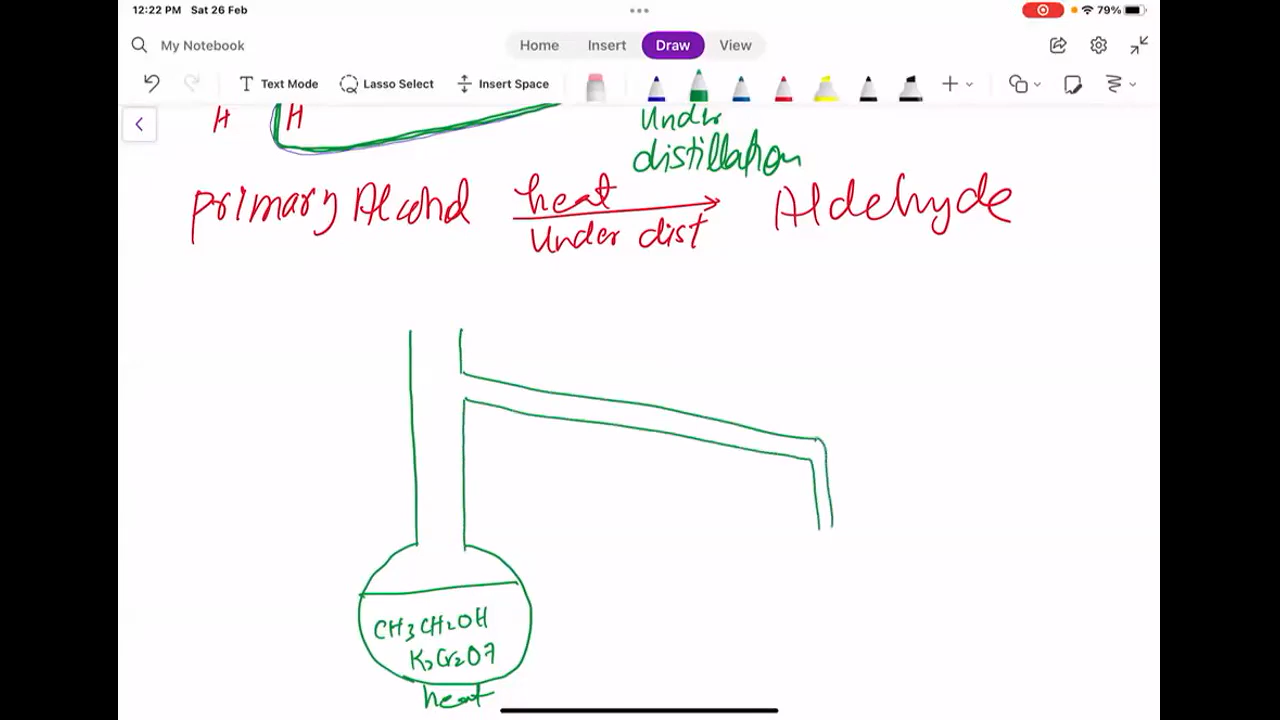 12:22 PM Sat 26 Feb
79%
My Notebook
Home Insert Draw View
Text Mode Lasso Select Insert Space
H H
Under
distillation
Primary Alcohol heat Aldehyde
Under dist
CH3CH2OH
K2Cr2O7
heat